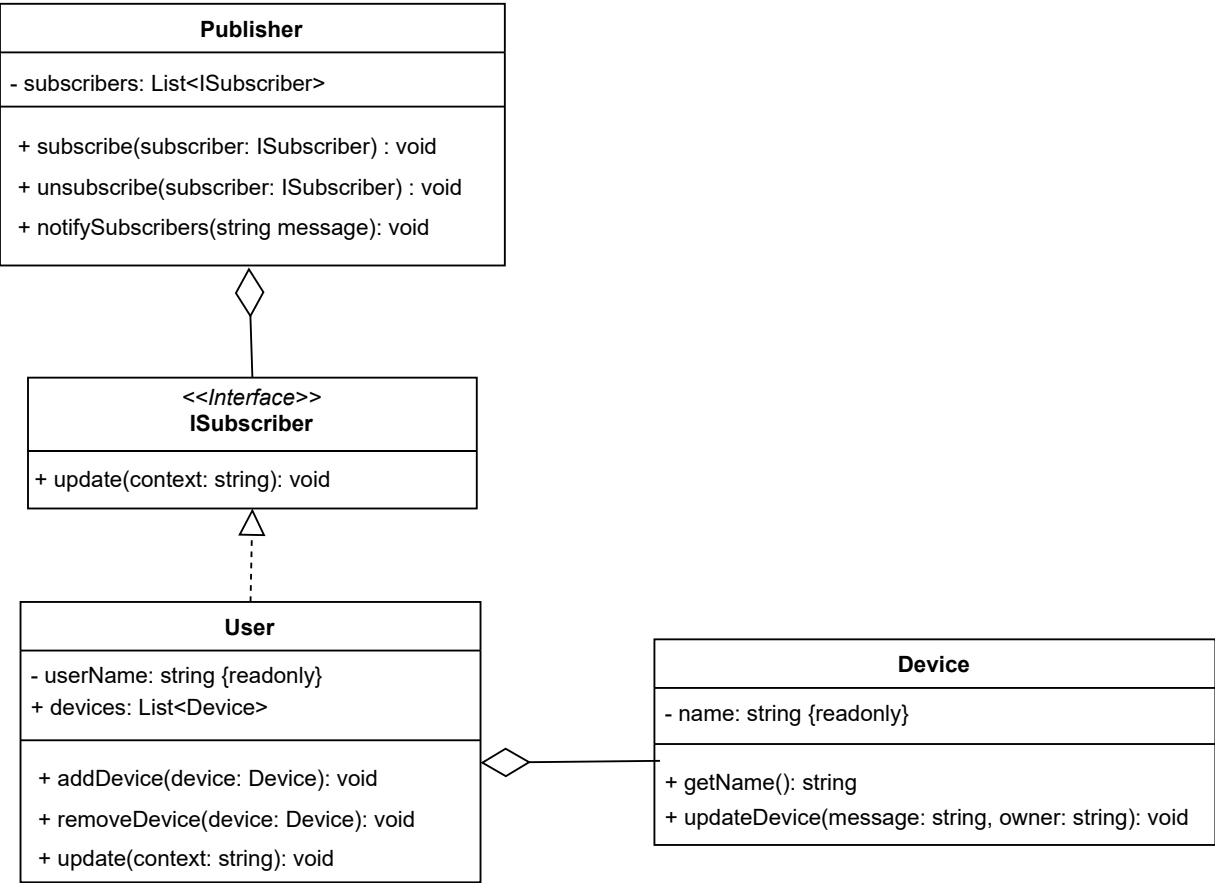 Publisher
- subscribers: List<ISubscriber>
+ subscribe(subscriber: ISubscriber) : void
+ unsubscribe(subscriber: ISubscriber) : void
+ notifySubscribers(string message): void
<<Interface>>
ISubscriber
+ update(context: string): void
User
- userName: string {readonly}
+ devices: List<Device>
+ addDevice(device: Device): void
+ removeDevice(device: Device): void
+ update(context: string): void
Device
- name: string {readonly}
+ getName(): string
+ updateDevice(message: string, owner: string): void